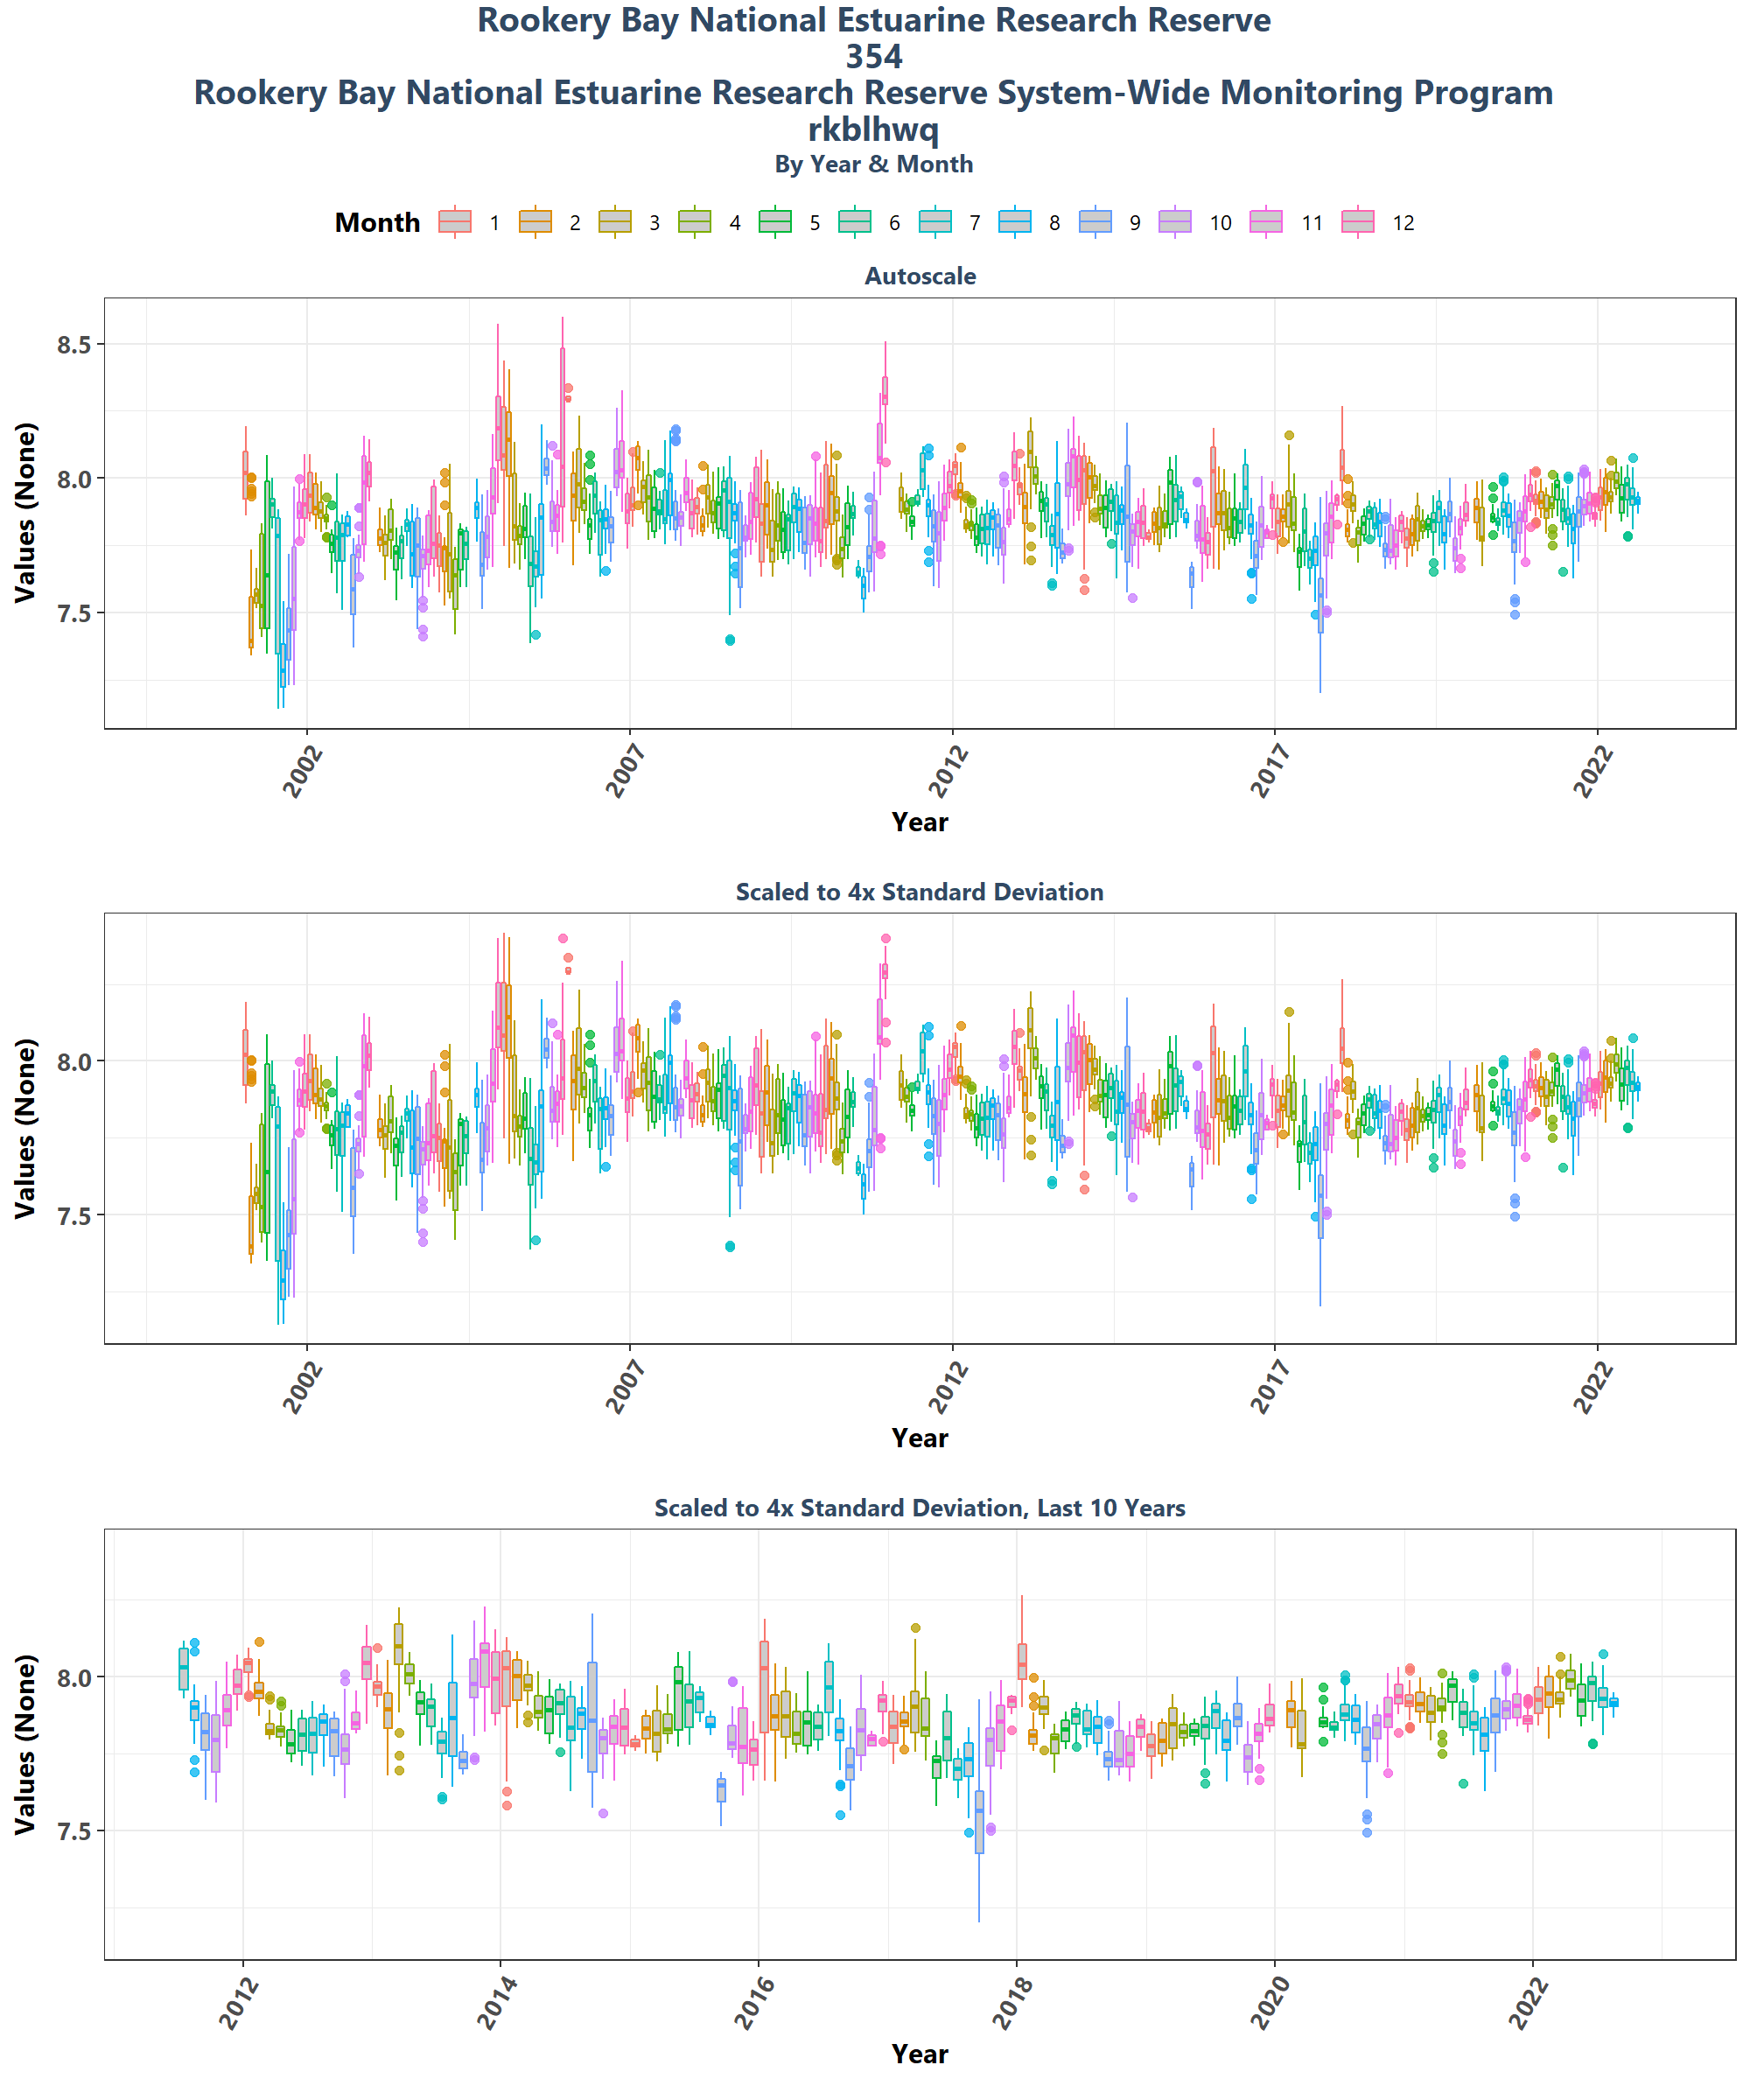 Rookery Bay National Estuarine Research Reserve
354
Rookery Bay National Estuarine Research Reserve System-Wide Monitoring Program
rkblhwq
By Year & Month
Month 1 2 3 4 5 6 7 8 9 10 11 12
Autoscale
Values (None)
8.5
8.0
7.5
2002 2007 2012 2017 2022
Year
Scaled to 4x Standard Deviation
Values (None)
8.0
7.5
2002 2007 2012 2017 2022
Year
Scaled to 4x Standard Deviation, Last 10 Years
Values (None)
8.0
7.5
2012 2014 2016 2018 2020 2022
Year